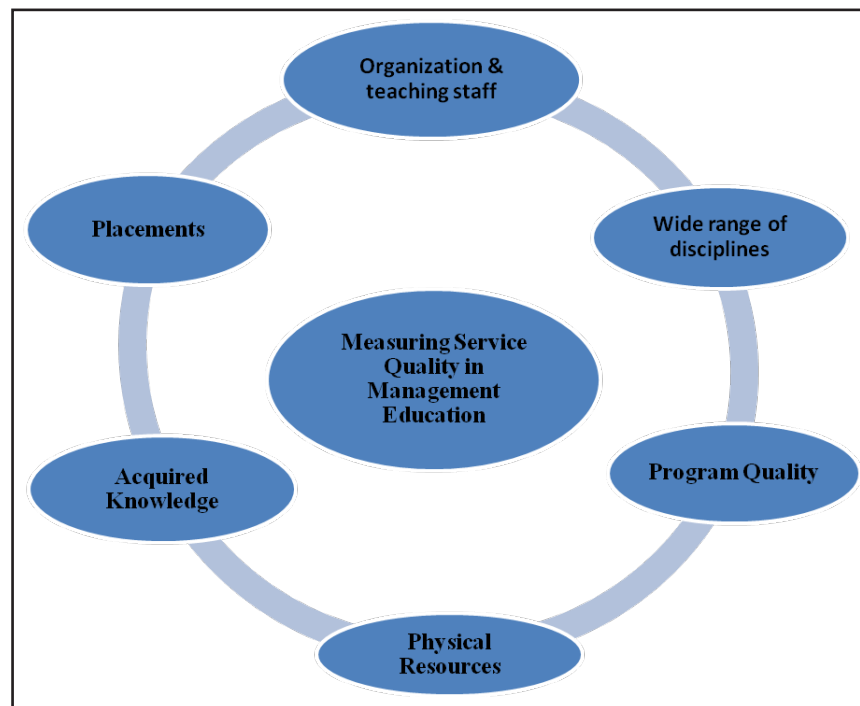 Organization &
teaching staff
Wide range of
disciplines
Placements
Measuring Service
Quality in
Management
Education
Program Quality
Acquired
Knowledge
Physical
Resources